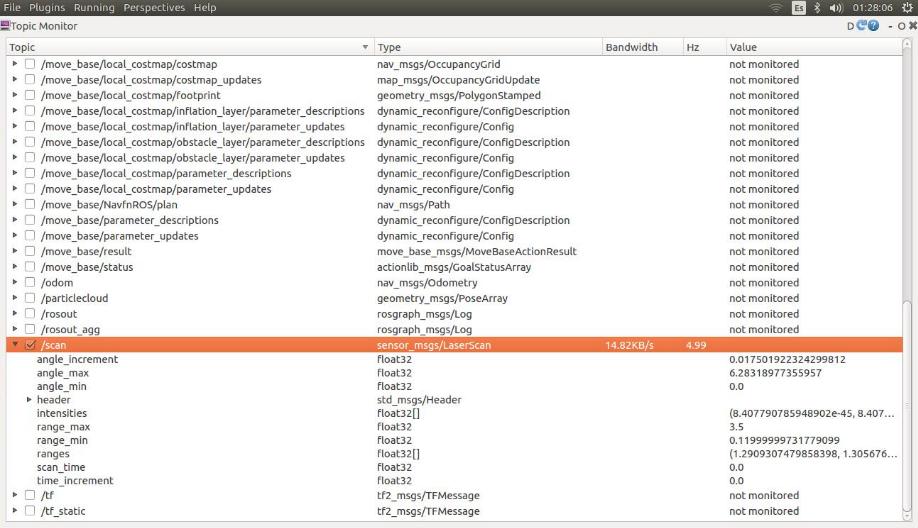 File Plugins Running Perspectives Help Es 01:28:06
Topic Monitor D ? - O ✖
Topic Type Bandwidth Hz Value
/move_base/local_costmap/costmap nav_msgs/OccupancyGrid not monitored
/move_base/local_costmap/costmap_updates map_msgs/OccupancyGridUpdate not monitored
/move_base/local_costmap/footprint geometry_msgs/PolygonStamped not monitored
/move_base/local_costmap/inflation_layer/parameter_descriptions dynamic_reconfigure/ConfigDescription not monitored
/move_base/local_costmap/inflation_layer/parameter_updates dynamic_reconfigure/Config not monitored
/move_base/local_costmap/obstacle_layer/parameter_descriptions dynamic_reconfigure/ConfigDescription not monitored
/move_base/local_costmap/obstacle_layer/parameter_updates dynamic_reconfigure/Config not monitored
/move_base/local_costmap/parameter_descriptions dynamic_reconfigure/ConfigDescription not monitored
/move_base/local_costmap/parameter_updates dynamic_reconfigure/Config not monitored
/move_base/NavfnROS/plan nav_msgs/Path not monitored
/move_base/parameter_descriptions dynamic_reconfigure/ConfigDescription not monitored
/move_base/parameter_updates dynamic_reconfigure/Config not monitored
/move_base/result move_base_msgs/MoveBaseActionResult not monitored
/move_base/status actionlib_msgs/GoalStatusArray not monitored
/odom nav_msgs/Odometry not monitored
/particlecloud geometry_msgs/PoseArray not monitored
/rosout rosgraph_msgs/Log not monitored
/rosout_agg rosgraph_msgs/Log not monitored
/scan sensor_msgs/LaserScan 14.82KB/s 4.99
angle_increment float32 0.017501922324299812
angle_max float32 6.28318977355957
angle_min float32 0.0
header std_msgs/Header
intensities float32[] (8.407790785948902e-45, 8.407...
range_max float32 3.5
range_min float32 0.11999999731779099
ranges float32[] (1.2909307479858398, 1.305676...
scan_time float32 0.0
time_increment float32 0.0
/tf tf2_msgs/TFMessage not monitored
/tf_static tf2_msgs/TFMessage not monitored